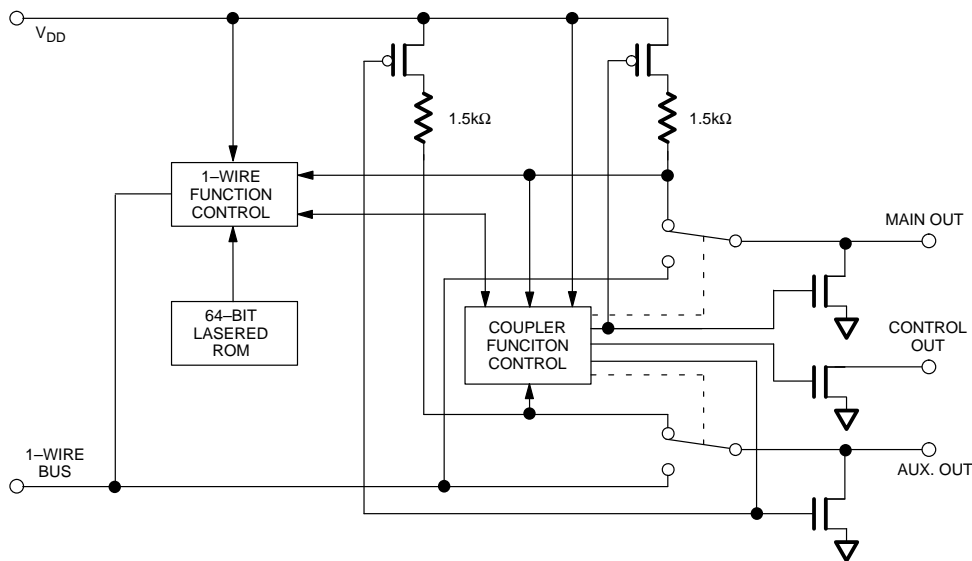 V_DD
1.5kΩ
1.5kΩ
1–WIRE
FUNCTION
CONTROL
MAIN OUT
64–BIT
LASERED
ROM
COUPLER
FUNCITON
CONTROL
CONTROL
OUT
1–WIRE
BUS
AUX. OUT